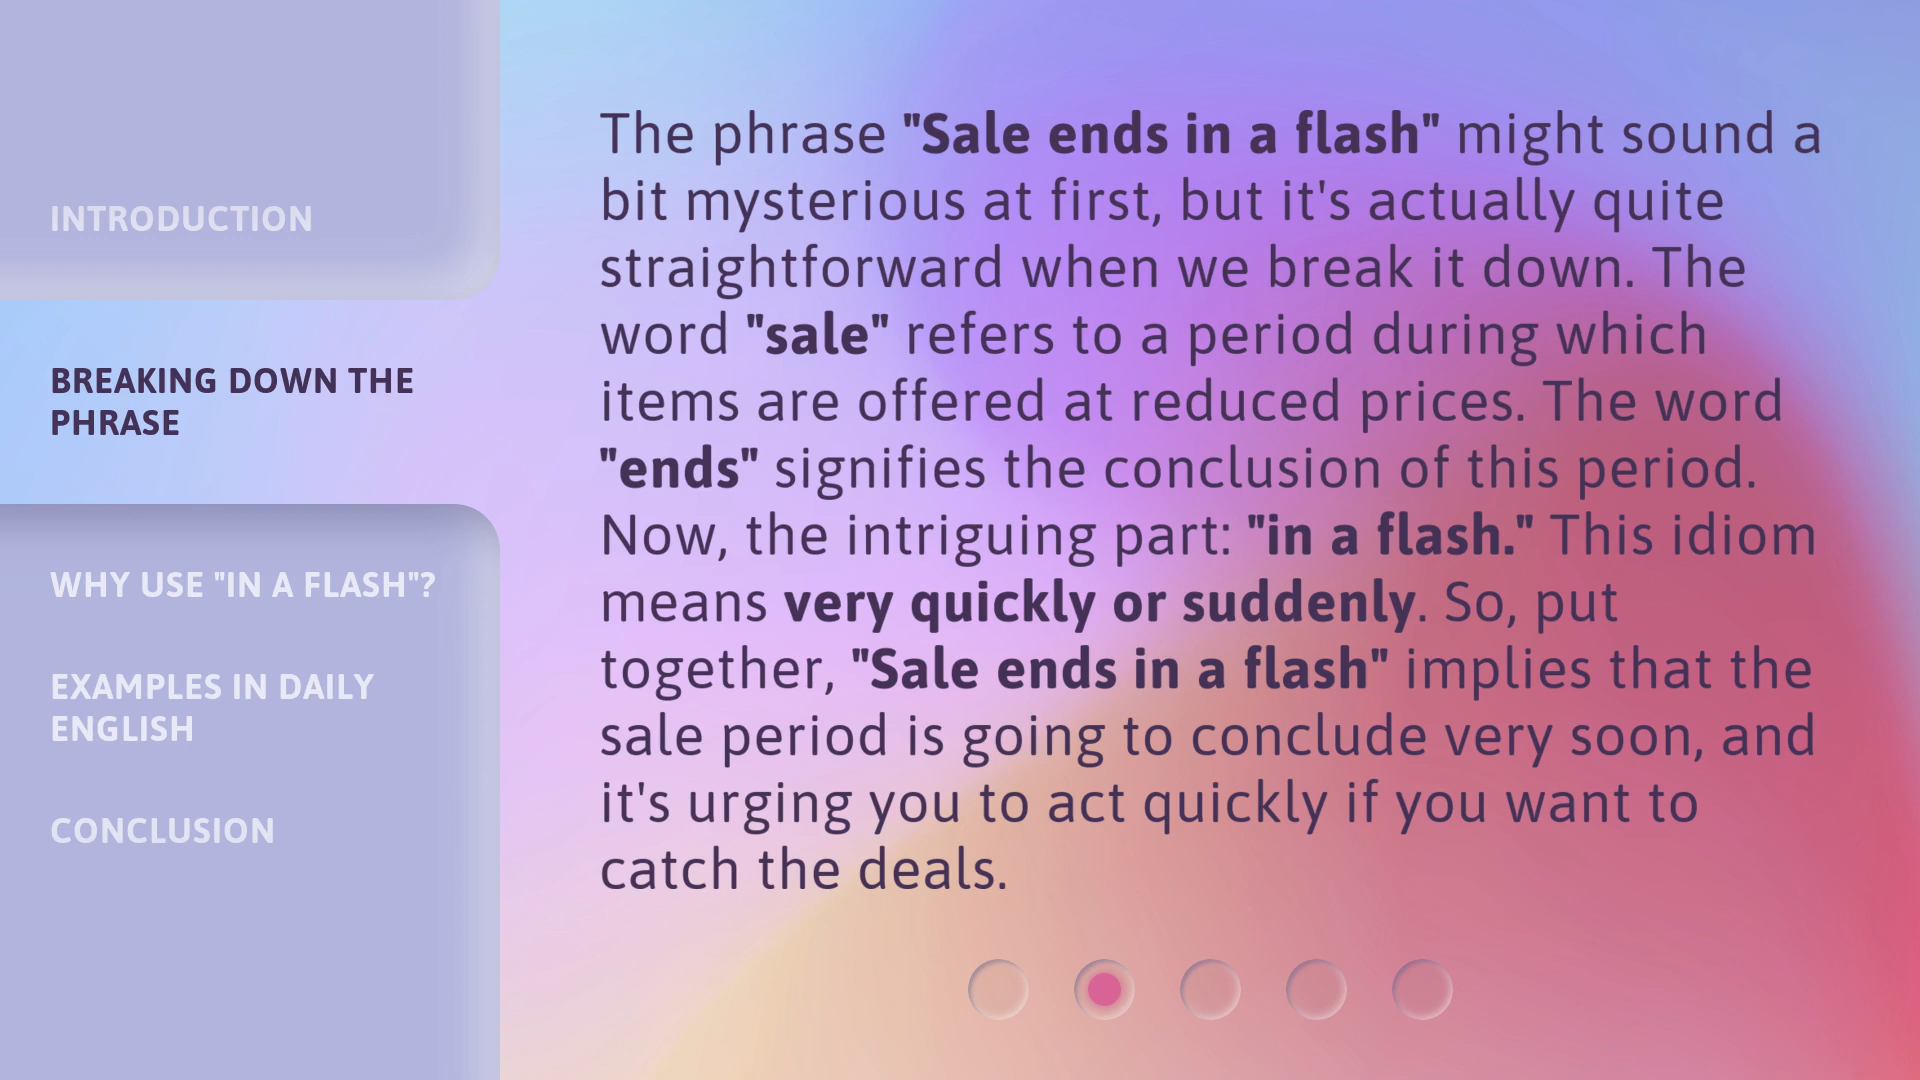 INTRODUCTION
BREAKING DOWN THE
PHRASE
WHY USE "IN A FLASH"?
EXAMPLES IN DAILY
ENGLISH
CONCLUSION
The phrase "Sale ends in a flash" might sound a
bit mysterious at first, but it's actually quite
straightforward when we break it down. The
word "sale" refers to a period during which
items are offered at reduced prices. The word
"ends" signifies the conclusion of this period.
Now, the intriguing part: "in a flash." This idiom
means very quickly or suddenly. So, put
together, "Sale ends in a flash" implies that the
sale period is going to conclude very soon, and
it's urging you to act quickly if you want to
catch the deals.